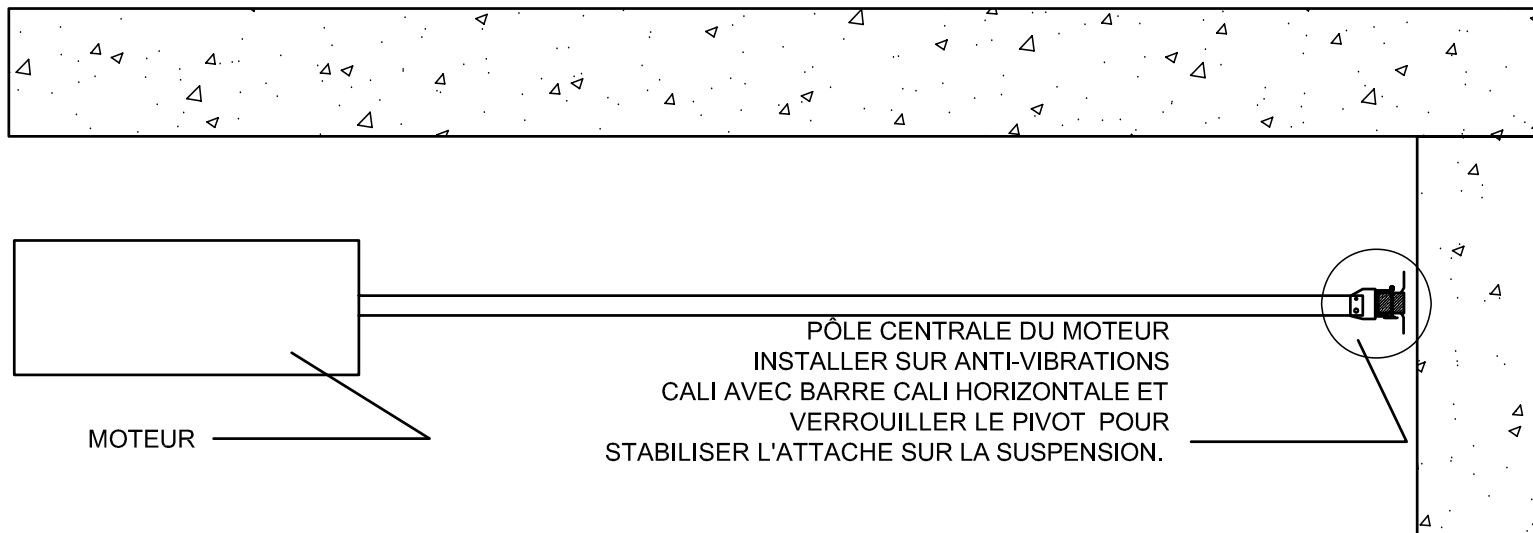 PÔLE CENTRALE DU MOTEUR
INSTALLER SUR ANTI-VIBRATIONS
CALI AVEC BARRE CALI HORIZONTALE ET
VERROUILLER LE PIVOT POUR
STABILISER L'ATTACHE SUR LA SUSPENSION.
MOTEUR